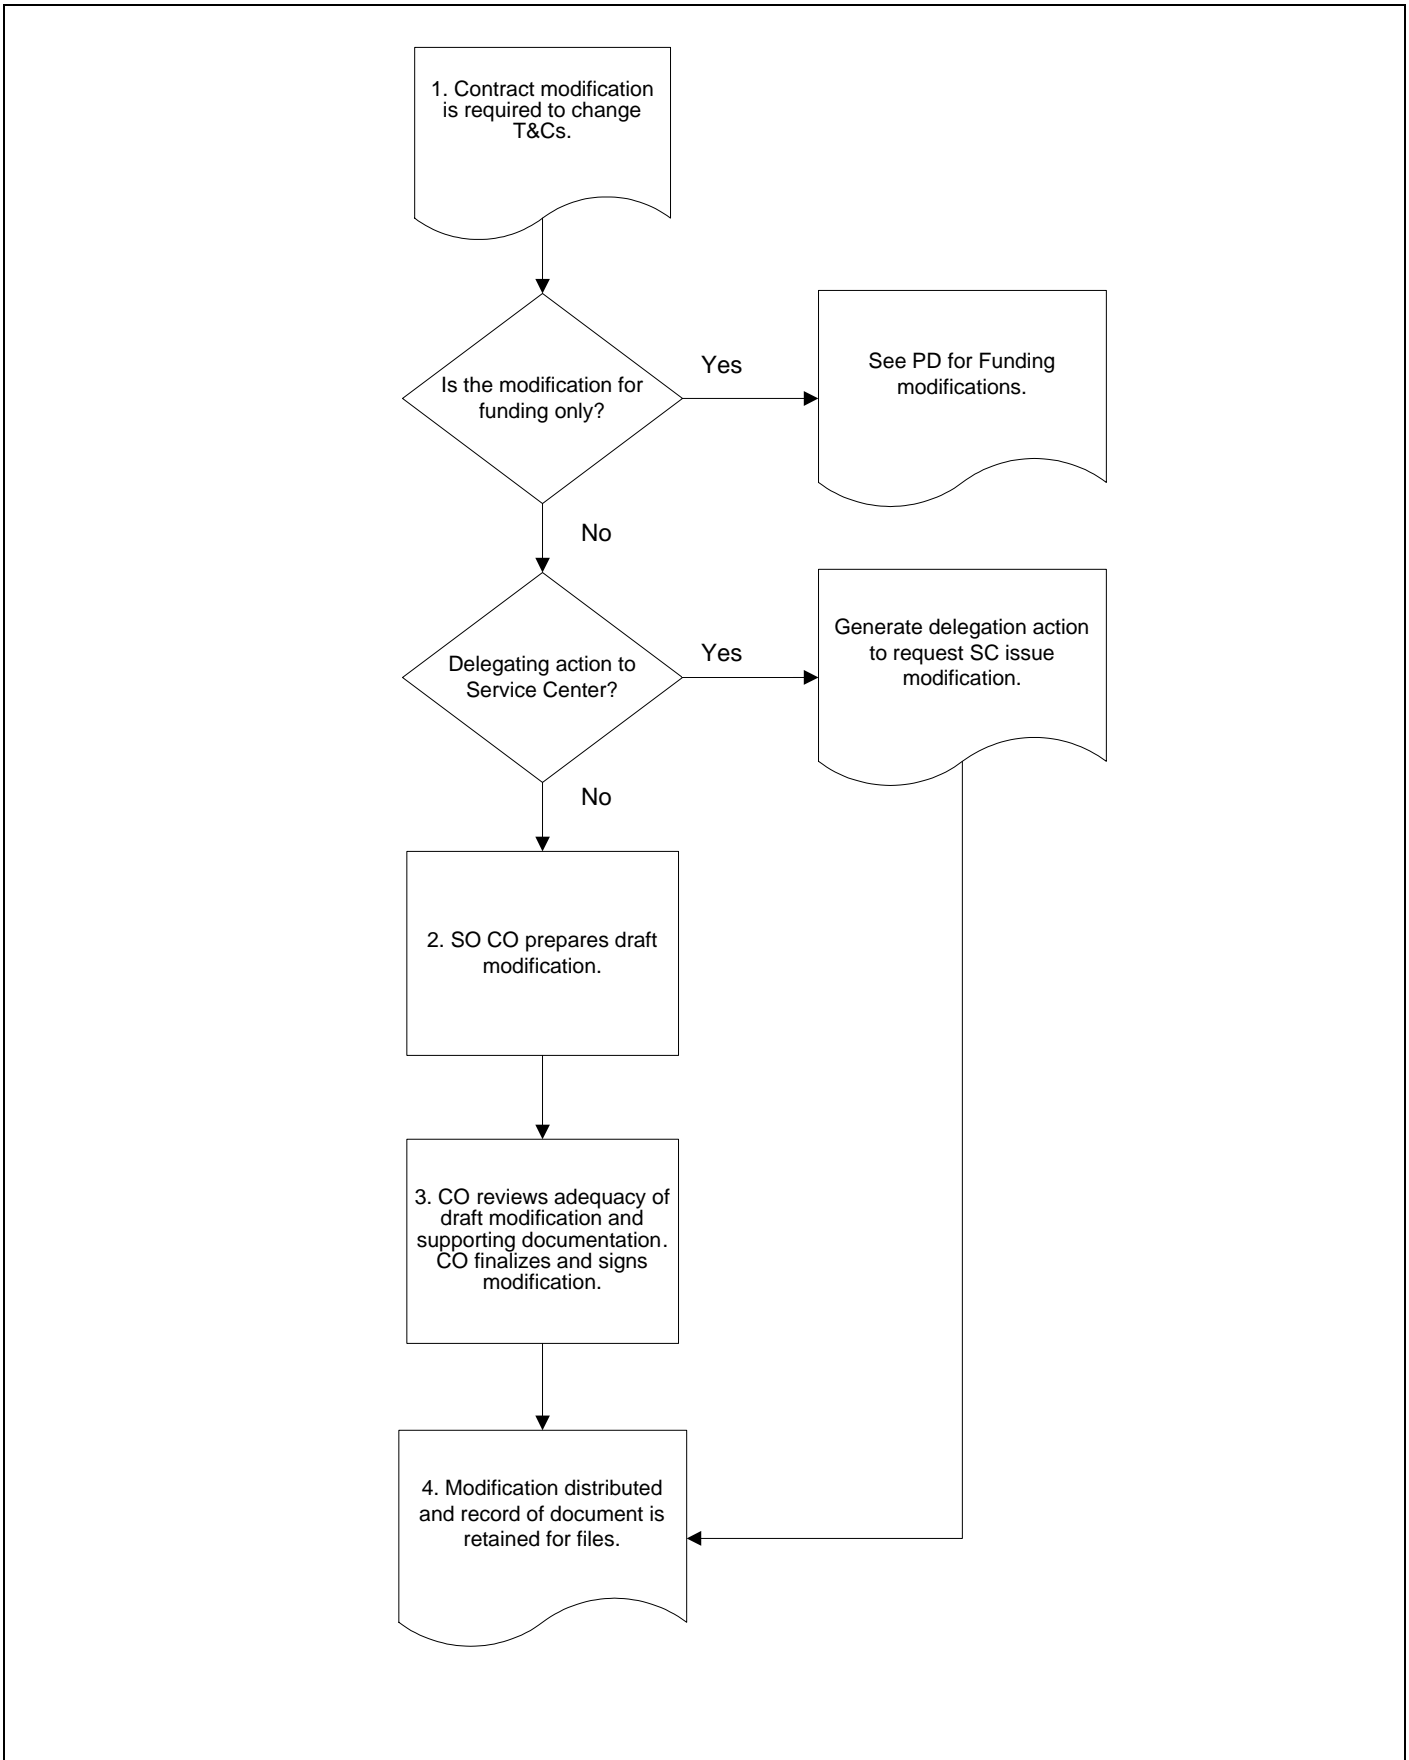 1. Contract modification
is required to change
T&Cs.
Is the modification for
funding only?
Yes
See PD for Funding
modifications.
No
Delegating action to
Service Center?
Yes
Generate delegation action
to request SC issue
modification.
No
2. SO CO prepares draft
modification.
3. CO reviews adequacy of
draft modification and
supporting documentation.
CO finalizes and signs
modification.
4. Modification distributed
and record of document is
retained for files.